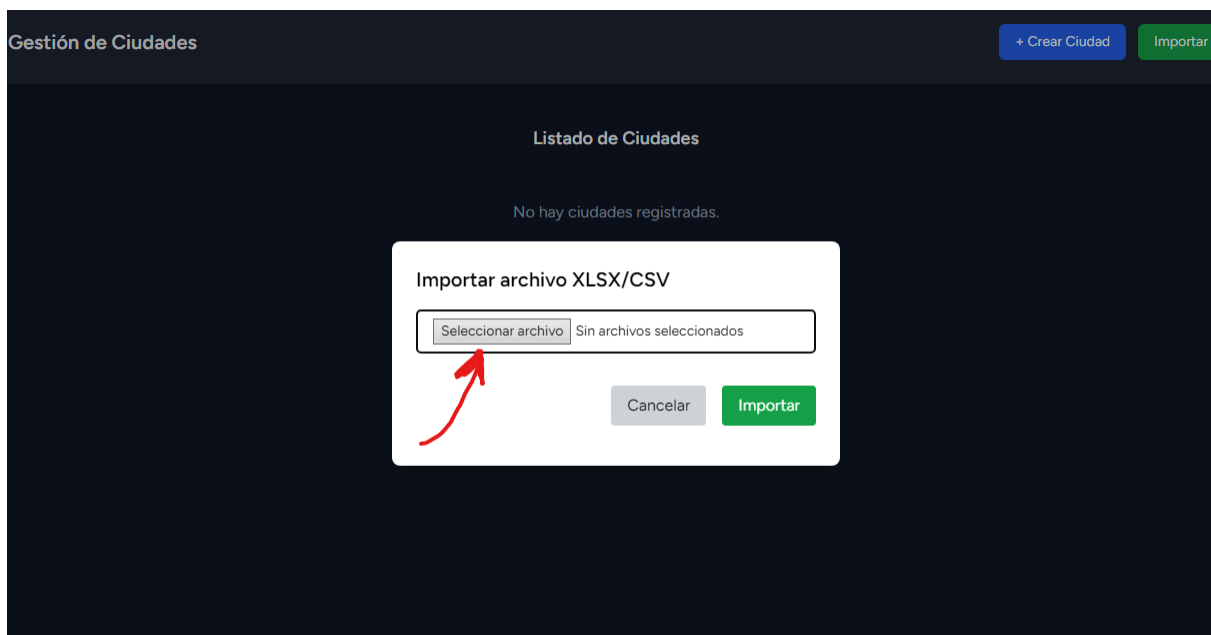 Gestión de Ciudades
+ Crear Ciudad
Importar
Listado de Ciudades
No hay ciudades registradas.
Importar archivo XLSX/CSV
Seleccionar archivo Sin archivos seleccionados
Cancelar
Importar